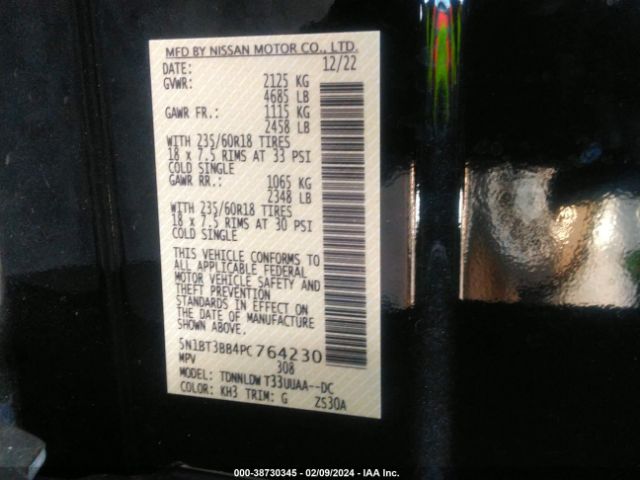 MFD BY NISSAN MOTOR CO., LTD.
DATE: 12/22
GVWR: 2125 KG
4685 LB
GAWR FR.: 1115 KG
2458 LB
WITH 235/60R18 TIRES
18 x 7.5 RIMS AT 33 PSI
COLD SINGLE
GAWR RR.: 1065 KG
2348 LB
WITH 235/60R18 TIRES
18 x 7.5 RIMS AT 30 PSI
COLD SINGLE
THIS VEHICLE CONFORMS TO
ALL APPLICABLE FEDERAL
MOTOR VEHICLE SAFETY AND
THEFT PREVENTION
STANDARDS IN EFFECT ON
THE DATE OF MANUFACTURE
SHOWN ABOVE.
5N1BT3BB4PC764230
MPV 308
MODEL: TDNNLDW T33UUAA--DC
COLOR: KH3 TRIM: G ZS30A
000-38730345 - 02/09/2024 - IAA Inc.